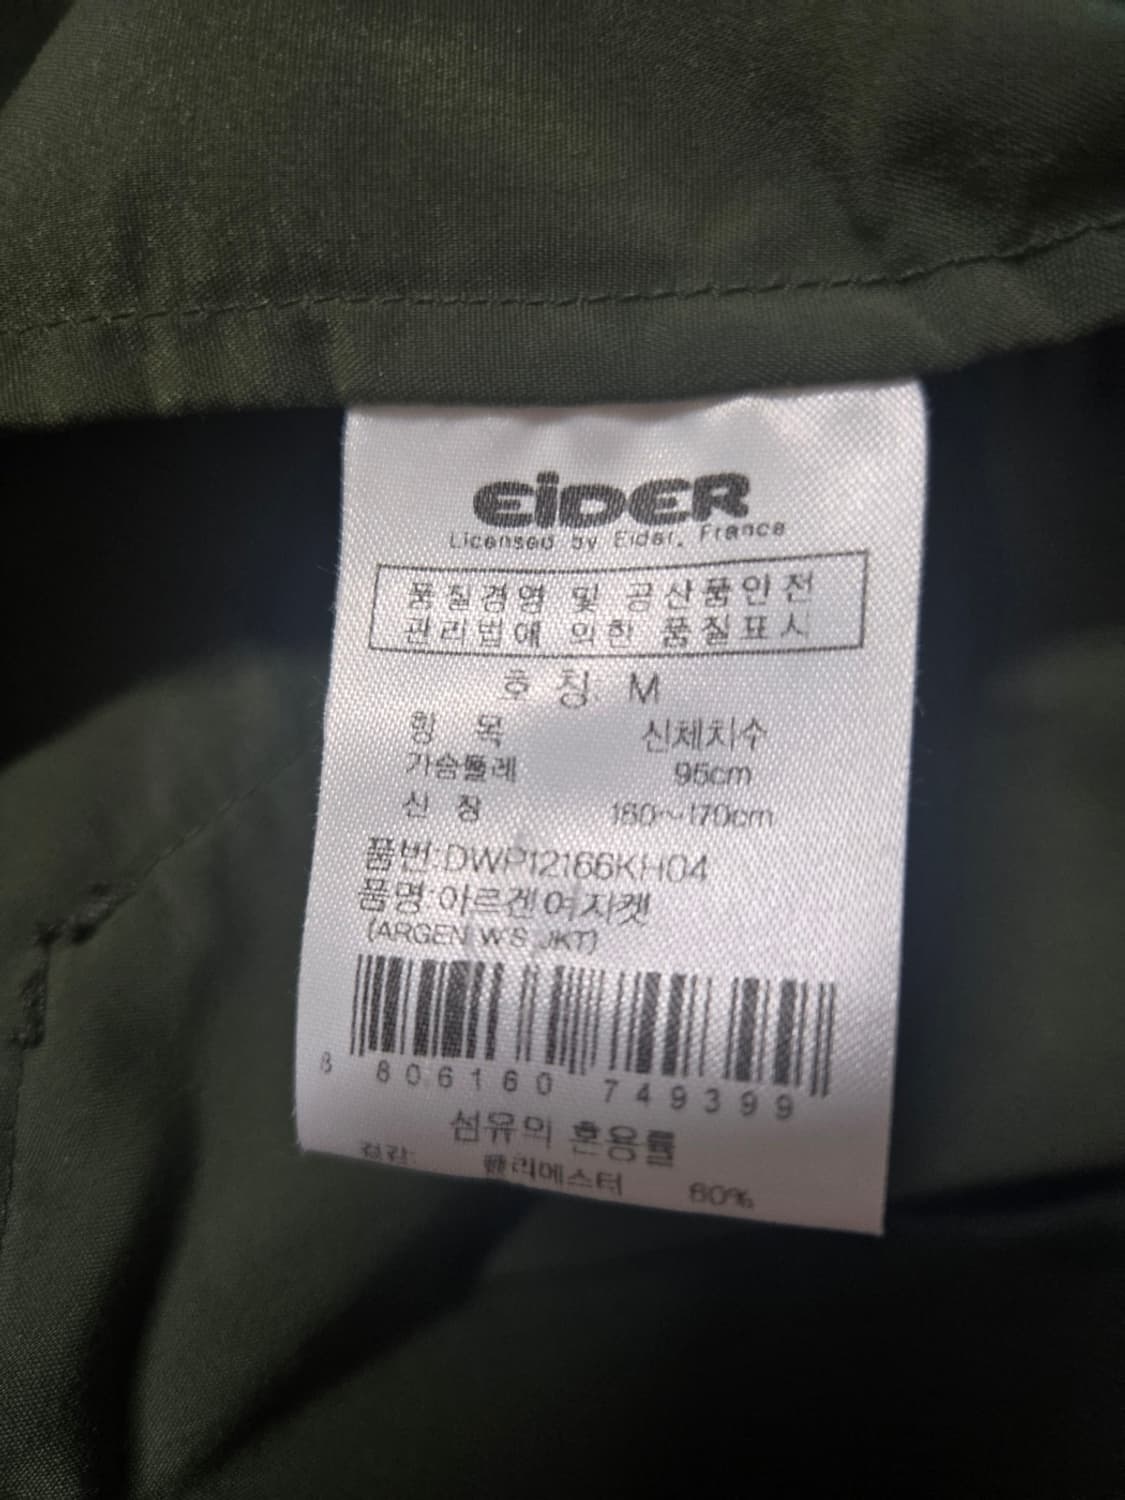 EiDER
Licensed by Eider, France
품질경영 및 공산품안전
관리법에 의한 품질표시
호 칭: M
항 목 신체치수
가슴둘레 95cm
신 장 160~170cm
품번:DWP12166KH04
품명:아르겐여자켓
(ARGEN W'S JKT)
8 806160 749399
섬유의 혼용률
겉감: 폴리에스터 60%